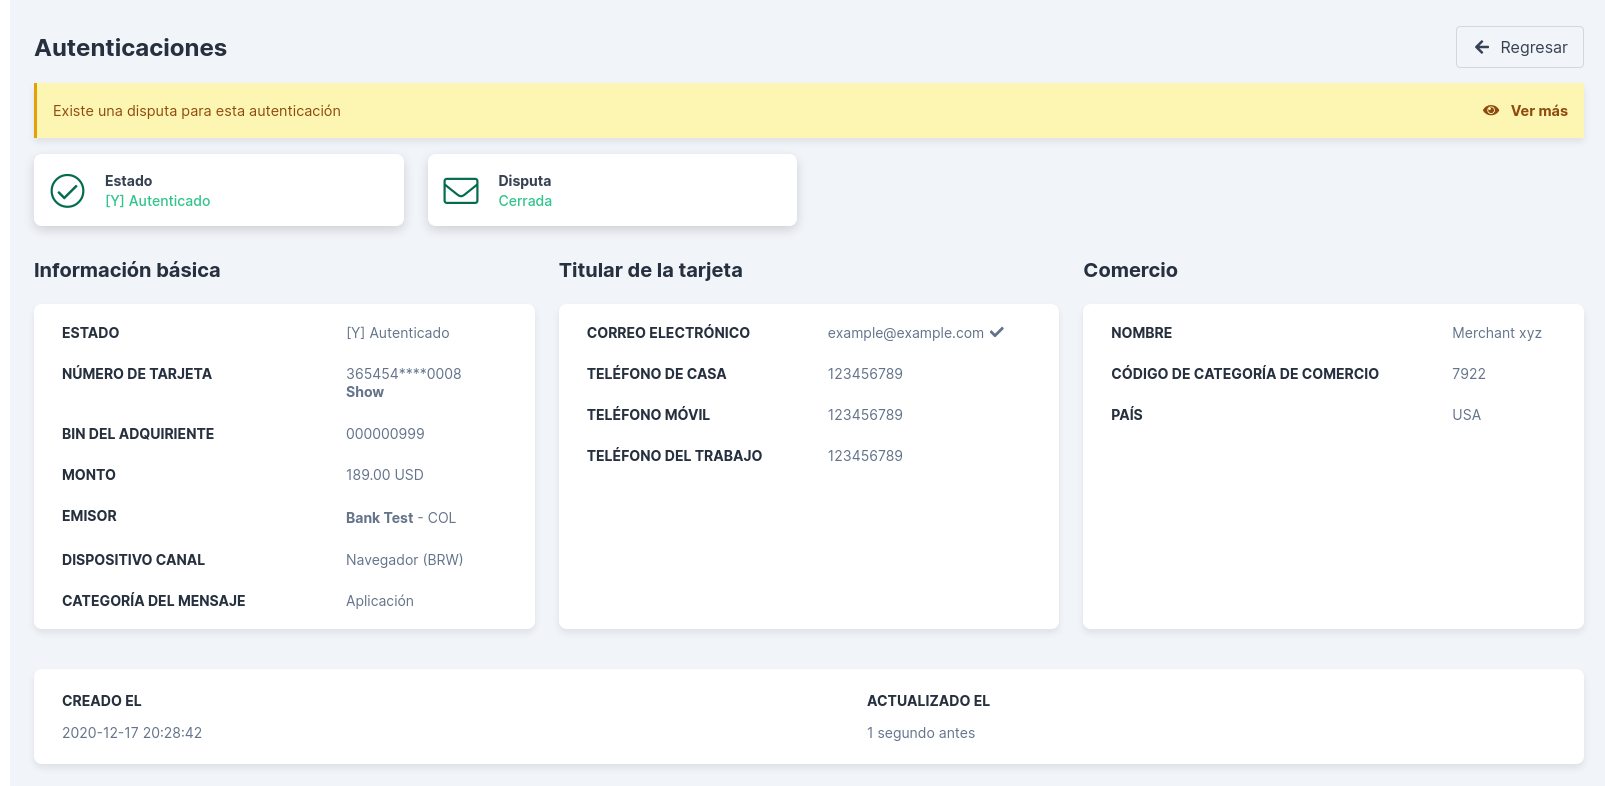 Autenticaciones
Regresar
Existe una disputa para esta autenticación
Ver más
Estado
[Y] Autenticado
Disputa
Cerrada
Información básica
ESTADO [Y] Autenticado
NÚMERO DE TARJETA 365454****0008
Show
BIN DEL ADQUIRIENTE 000000999
MONTO 189.00 USD
EMISOR Bank Test - COL
DISPOSITIVO CANAL Navegador (BRW)
CATEGORÍA DEL MENSAJE Aplicación
Titular de la tarjeta
CORREO ELECTRÓNICO example@example.com
TELÉFONO DE CASA 123456789
TELÉFONO MÓVIL 123456789
TELÉFONO DEL TRABAJO 123456789
Comercio
NOMBRE Merchant xyz
CÓDIGO DE CATEGORÍA DE COMERCIO 7922
PAÍS USA
CREADO EL
2020-12-17 20:28:42
ACTUALIZADO EL
1 segundo antes